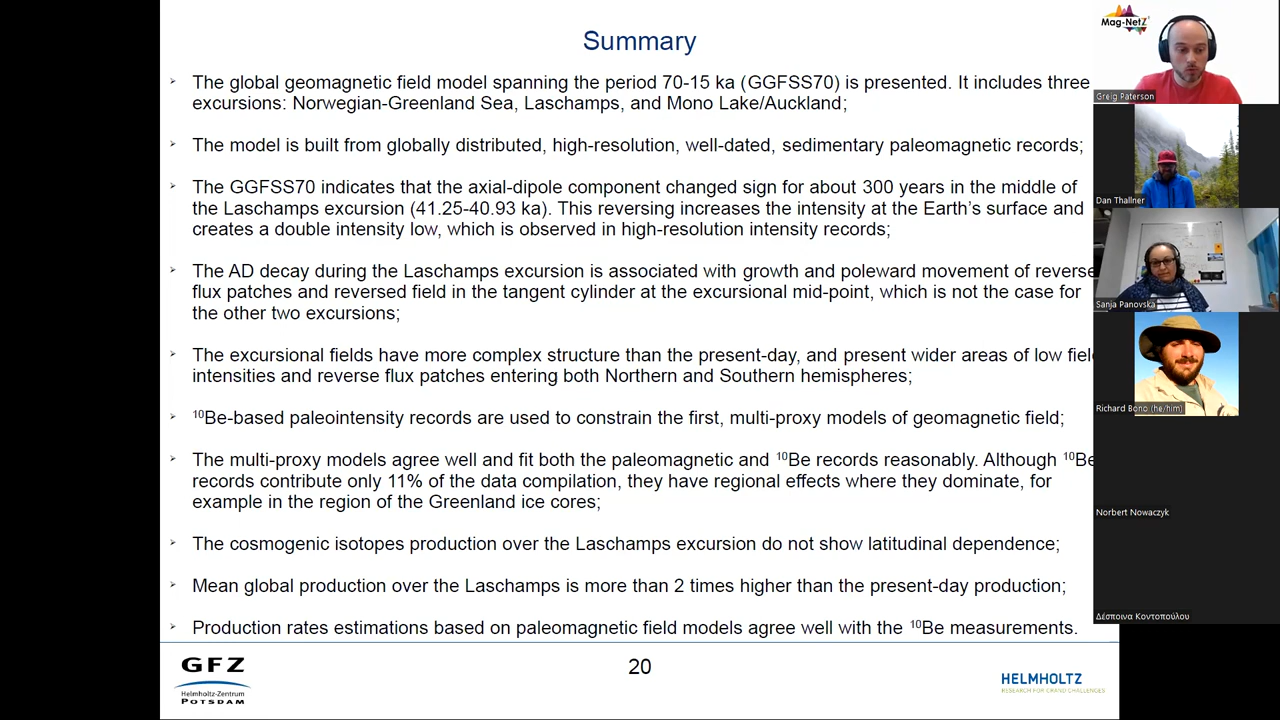 Summary
The global geomagnetic field model spanning the period 70-15 ka (GGFSS70) is presented. It includes three
excursions: Norwegian-Greenland Sea, Laschamps, and Mono Lake/Auckland;
The model is built from globally distributed, high-resolution, well-dated, sedimentary paleomagnetic records;
The GGFSS70 indicates that the axial-dipole component changed sign for about 300 years in the middle of
the Laschamps excursion (41.25-40.93 ka). This reversing increases the intensity at the Earth's surface and
creates a double intensity low, which is observed in high-resolution intensity records;
The AD decay during the Laschamps excursion is associated with growth and poleward movement of reverse
flux patches and reversed field in the tangent cylinder at the excursional mid-point, which is not the case for
the other two excursions;
The excursional fields have more complex structure than the present-day, and present wider areas of low fiel
intensities and reverse flux patches entering both Northern and Southern hemispheres;
10Be-based paleointensity records are used to constrain the first, multi-proxy models of geomagnetic field;
The multi-proxy models agree well and fit both the paleomagnetic and 10Be records reasonably. Although 10Be
records contribute only 11% of the data compilation, they have regional effects where they dominate, for
example in the region of the Greenland ice cores;
The cosmogenic isotopes production over the Laschamps excursion do not show latitudinal dependence;
Mean global production over the Laschamps is more than 2 times higher than the present-day production;
Production rates estimations based on paleomagnetic field models agree well with the 10Be measurements.
GFZ
Helmholtz-Zentrum
POTSDAM
20
HELMHOLTZ
RESEARCH FOR GRAND CHALLENGES
Mag-NetZ
Greig Paterson
Dan Thallner
Sanja Panovska
Richard Bono (he/him)
Norbert Nowaczyk
Δέσποινα Κοντοπούλου